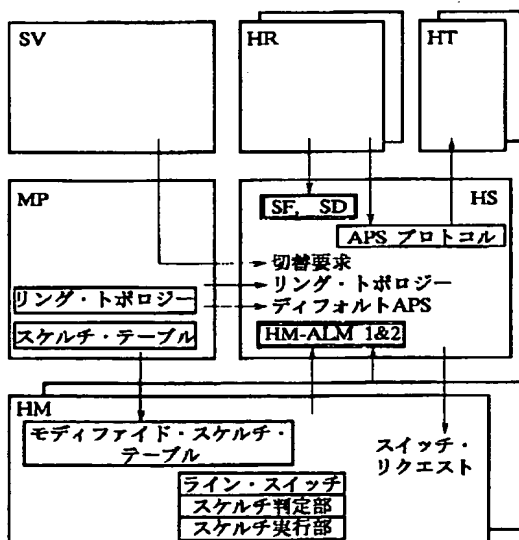 SV
HR
HT
MP
HS
SF, SD
APS プロトコル
切替要求
リング・トポロジー
リング・トポロジー
ディフォルトAPS
スケルチ・テーブル
HM-ALM 1&2
HM
モディファイド・スケルチ・
テーブル
スイッチ・
リクエスト
ライン・スイッチ
スケルチ判定部
スケルチ実行部